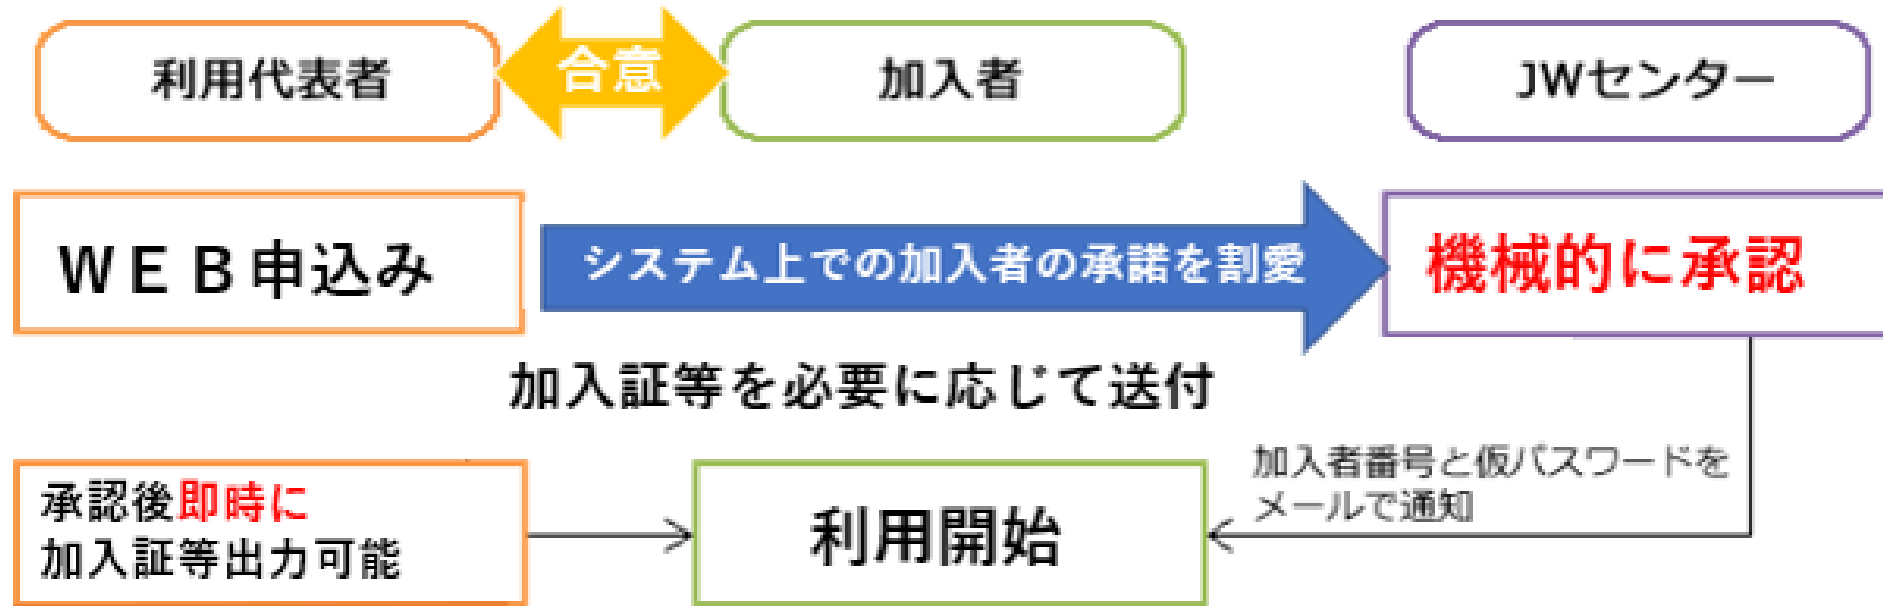 利用代表者
合意
加入者
JWセンター
ＷＥＢ申込み
システム上での加入者の承諾を割愛
機械的に承認
加入証等を必要に応じて送付
承認後即時に
加入証等出力可能
利用開始
加入者番号と仮パスワードを
メールで通知